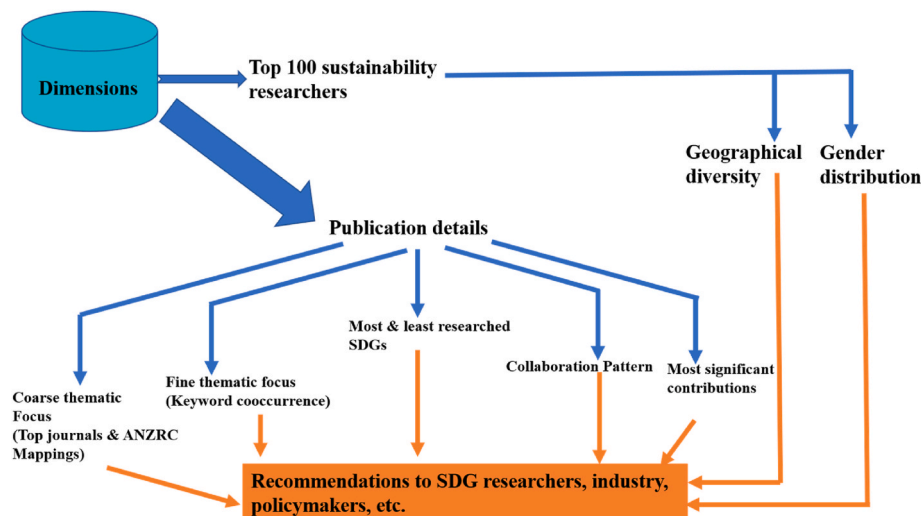 Dimensions
Top 100 sustainability
researchers
Geographical
diversity
Gender
distribution
Publication details
Coarse thematic
Focus
(Top journals & ANZRC
Mappings)
Fine thematic focus
(Keyword cooccurrence)
Most & least researched
SDGs
Collaboration Pattern
Most significant
contributions
Recommendations to SDG researchers, industry,
policymakers, etc.